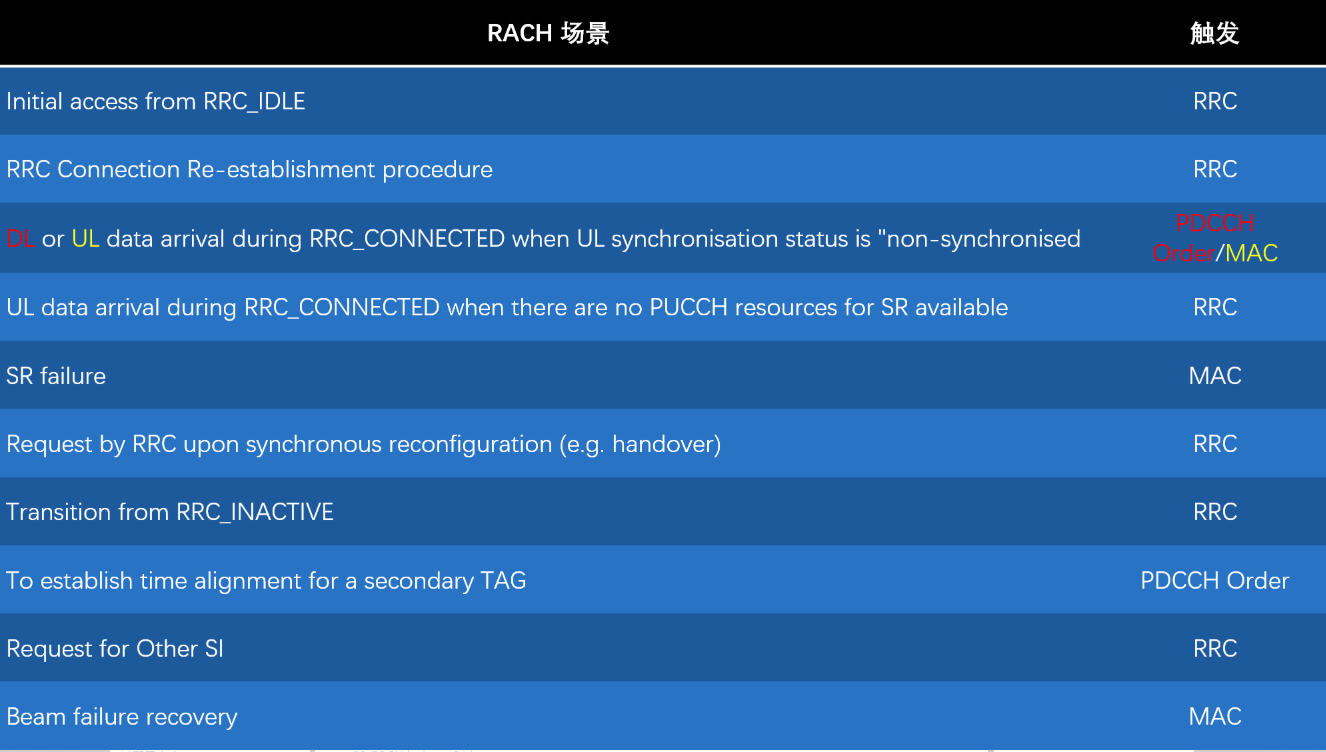 RACH 场景 触发
Initial access from RRC_IDLE RRC
RRC Connection Re-establishment procedure RRC
DL or UL data arrival during RRC_CONNECTED when UL synchronisation status is "non-synchronised PDCCH
Order/MAC
UL data arrival during RRC_CONNECTED when there are no PUCCH resources for SR available RRC
SR failure MAC
Request by RRC upon synchronous reconfiguration (e.g. handover) RRC
Transition from RRC_INACTIVE RRC
To establish time alignment for a secondary TAG PDCCH Order
Request for Other SI RRC
Beam failure recovery MAC